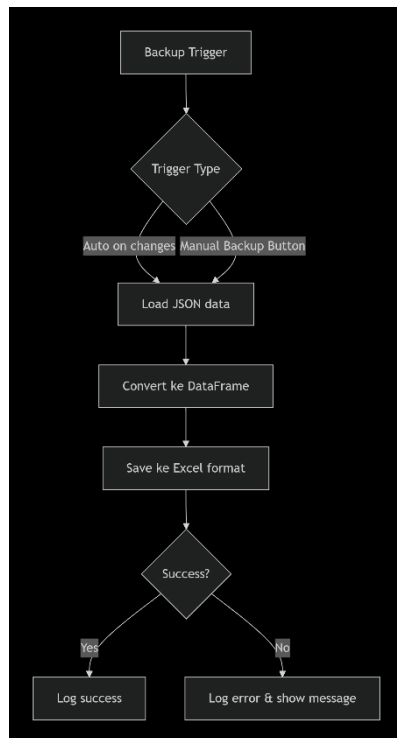 Backup Trigger
Trigger Type
Auto on changes
Manual Backup Button
Load JSON data
Convert ke DataFrame
Save ke Excel format
Success?
Yes
No
Log success
Log error & show message